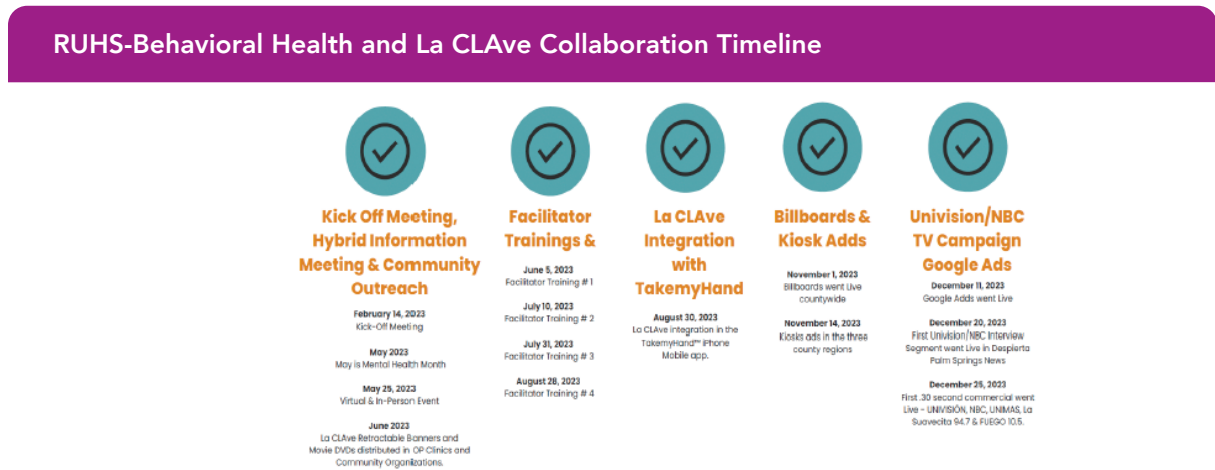 RUHS-Behavioral Health and La CLAve Collaboration Timeline
Kick Off Meeting,
Hybrid Information
Meeting & Community
Outreach
February 14, 2023
Kick-Off Meeting
May 2023
May is Mental Health Month
May 25, 2023
Virtual & In-Person Event
June 2023
La CLAve Retractable Banners and
Movie DVDs distributed in OP Clinics and
Community Organizations.
Facilitator
Trainings &
June 5, 2023
Facilitator Training # 1
July 10, 2023
Facilitator Training # 2
July 31, 2023
Facilitator Training # 3
August 28, 2023
Facilitator Training # 4
La CLAve
Integration
with
TakemyHand
August 30, 2023
La CLAve integration in the
TakemyHand™ iPhone
Mobile app.
Billboards &
Kiosk Adds
November 1, 2023
Billboards went Live
countywide
November 14, 2023
Kiosks ads in the three
county regions
Univision/NBC
TV Campaign
Google Ads
December 11, 2023
Google Adds went Live
December 20, 2023
First Univision/NBC Interview
Segment went Live in Despierta
Palm Springs News
December 25, 2023
First :30 second commercial went
Live - UNIVISIÓN, NBC, UNIMAS, La
Suavecita 94.7 & FUEGO 10.5.